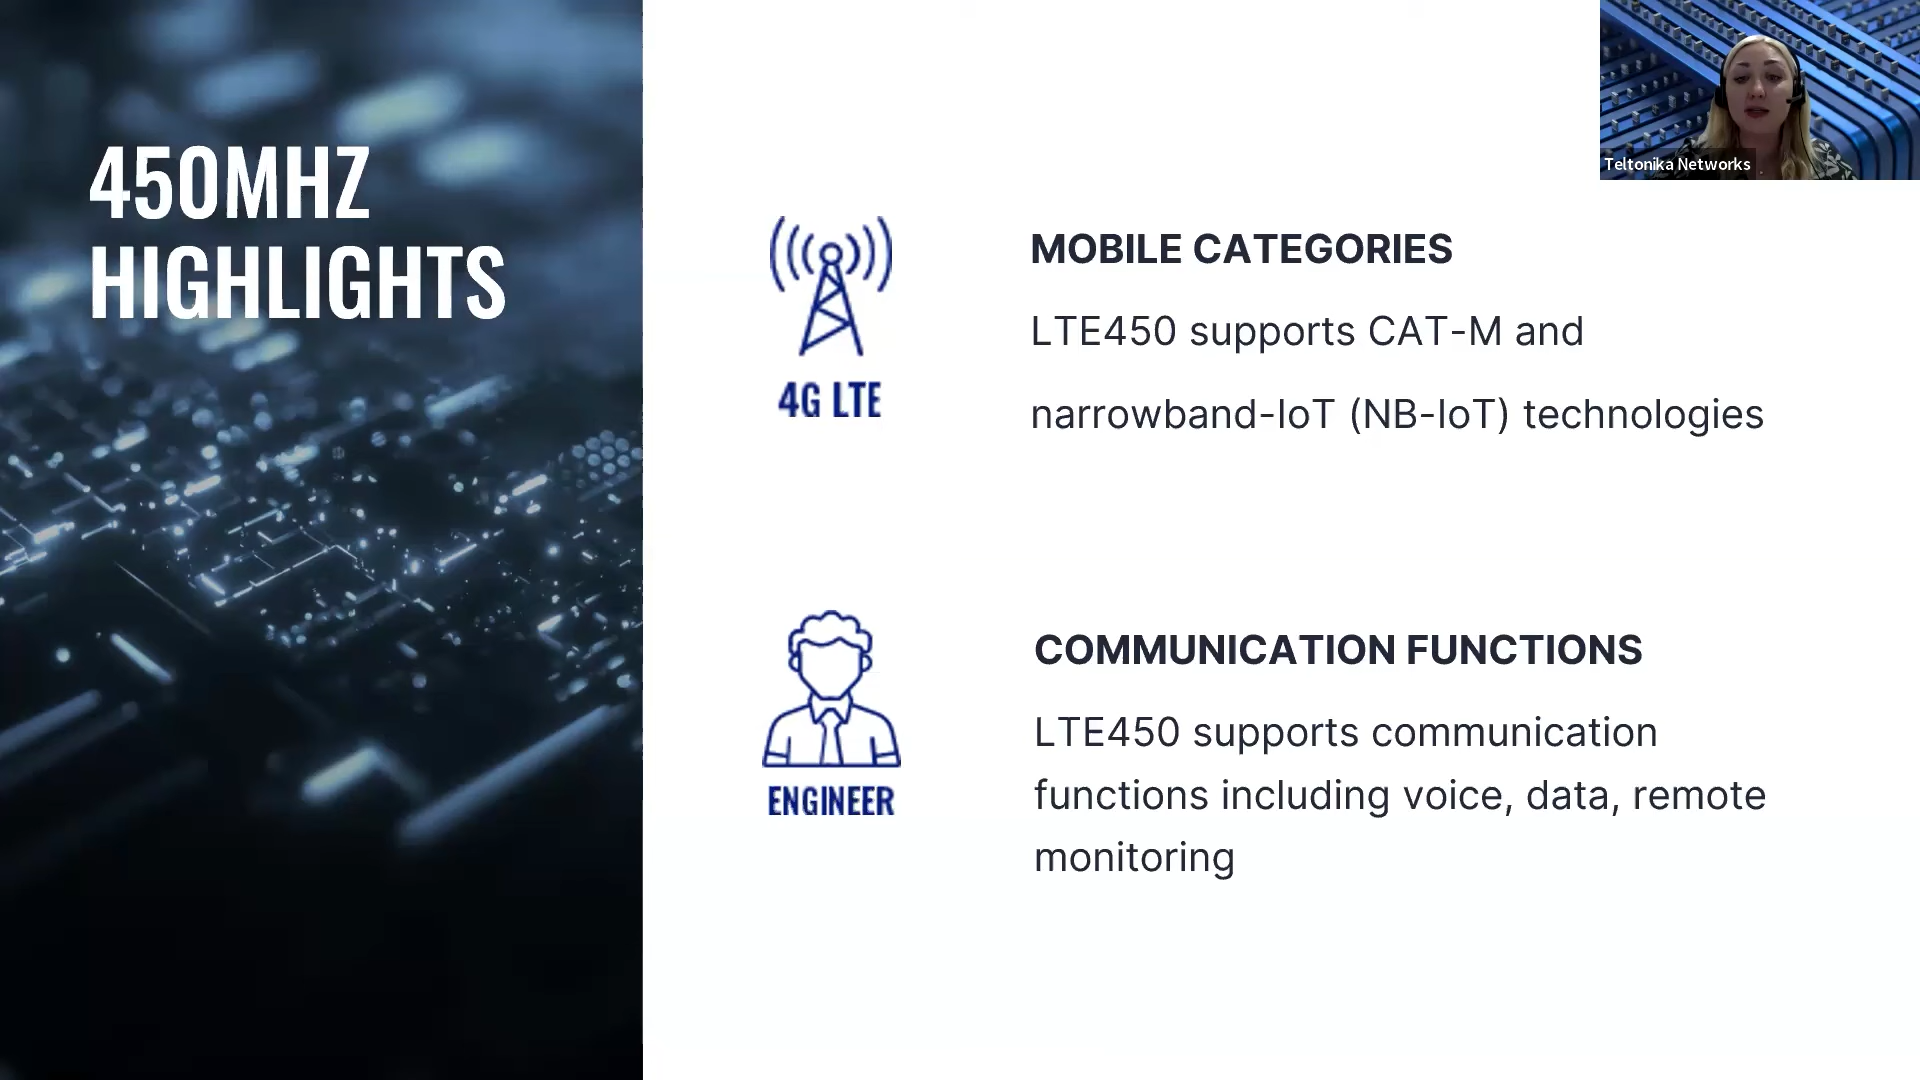 450MHZ
HIGHLIGHTS
Teltonika Networks
4G LTE
MOBILE CATEGORIES
LTE450 supports CAT-M and
narrowband-IoT (NB-IoT) technologies
ENGINEER
COMMUNICATION FUNCTIONS
LTE450 supports communication
functions including voice, data, remote
monitoring